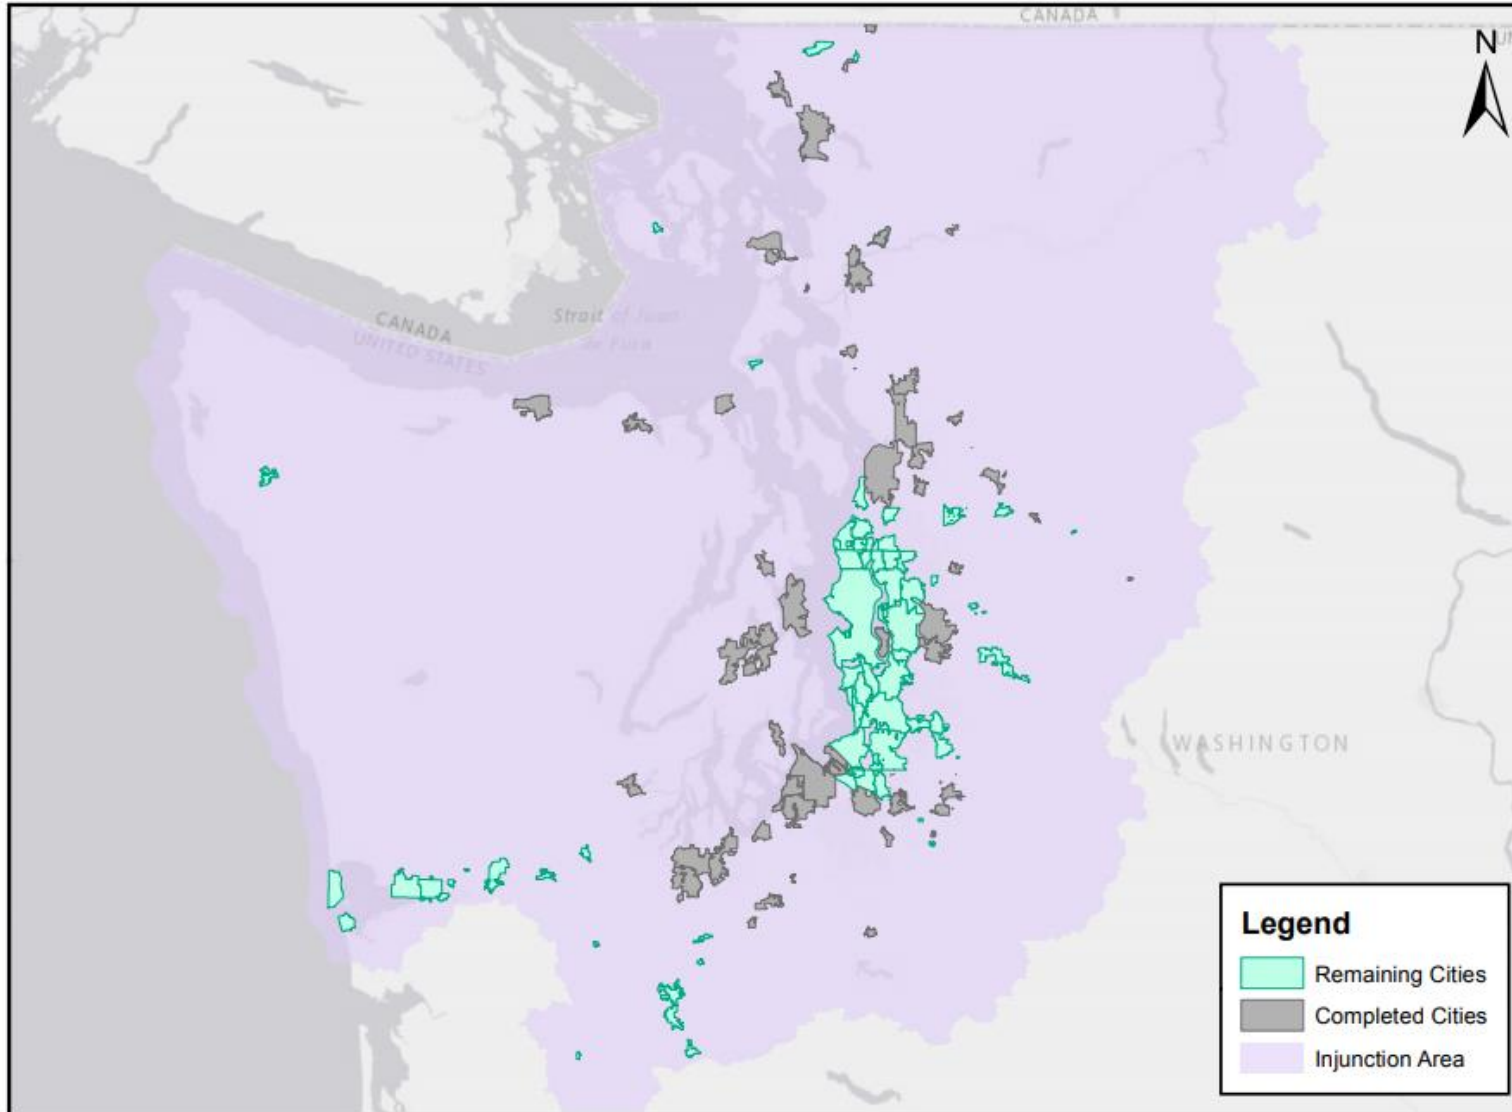 CANADA
N
CANADA
UNITED STATES
Strait of Juan
de Fuca
WASHINGTON
Legend
Remaining Cities
Completed Cities
Injunction Area